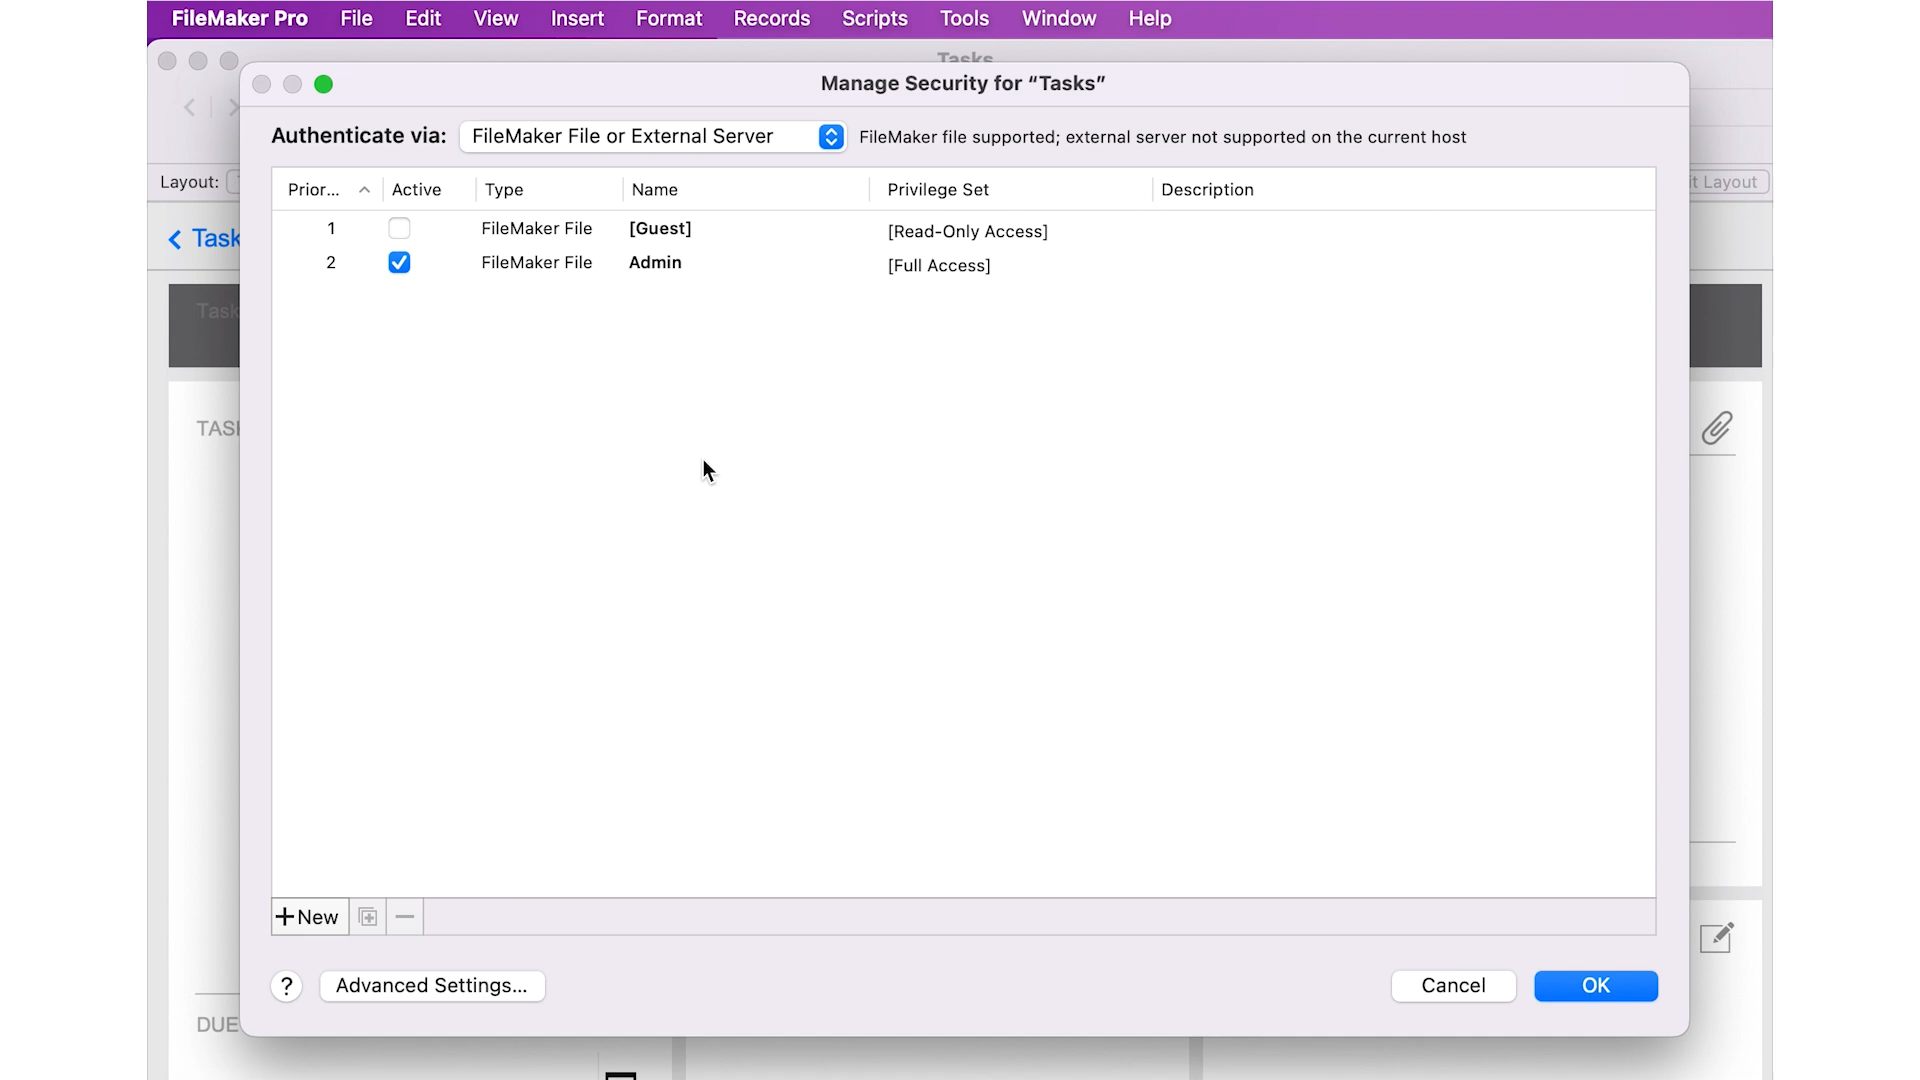 FileMaker Pro File Edit View Insert Format Records Scripts Tools Window Help
Tasks
Manage Security for “Tasks”
Authenticate via: FileMaker File or External Server FileMaker file supported; external server not supported on the current host
Layout:
it Layout
Prior... Active Type Name Privilege Set Description
1 FileMaker File [Guest] [Read-Only Access]
2 FileMaker File Admin [Full Access]
Task
Task
TASK
+ New
? Advanced Settings... Cancel OK
DUE